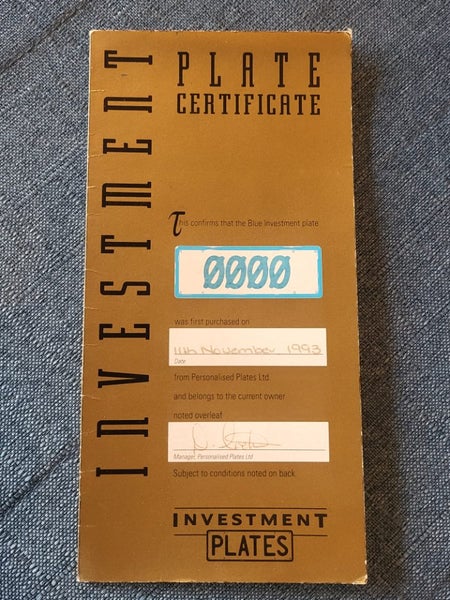 INVESTMENT
PLATE
CERTIFICATE
This confirms that the Blue Investment plate
0000
was first purchased on
11th November 1993
Date
from Personalised Plates Ltd
and belongs to the current owner
noted overleaf
Manager, Personalised Plates Ltd
Subject to conditions noted on back.
INVESTMENT
PLATES